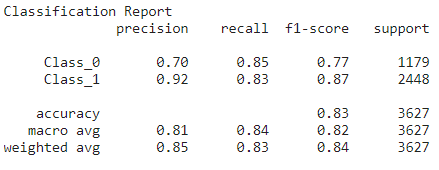 Classification Report
precision recall f1-score support
Class_0 0.70 0.85 0.77 1179
Class_1 0.92 0.83 0.87 2448
accuracy 0.83 3627
macro avg 0.81 0.84 0.82 3627
weighted avg 0.85 0.83 0.84 3627